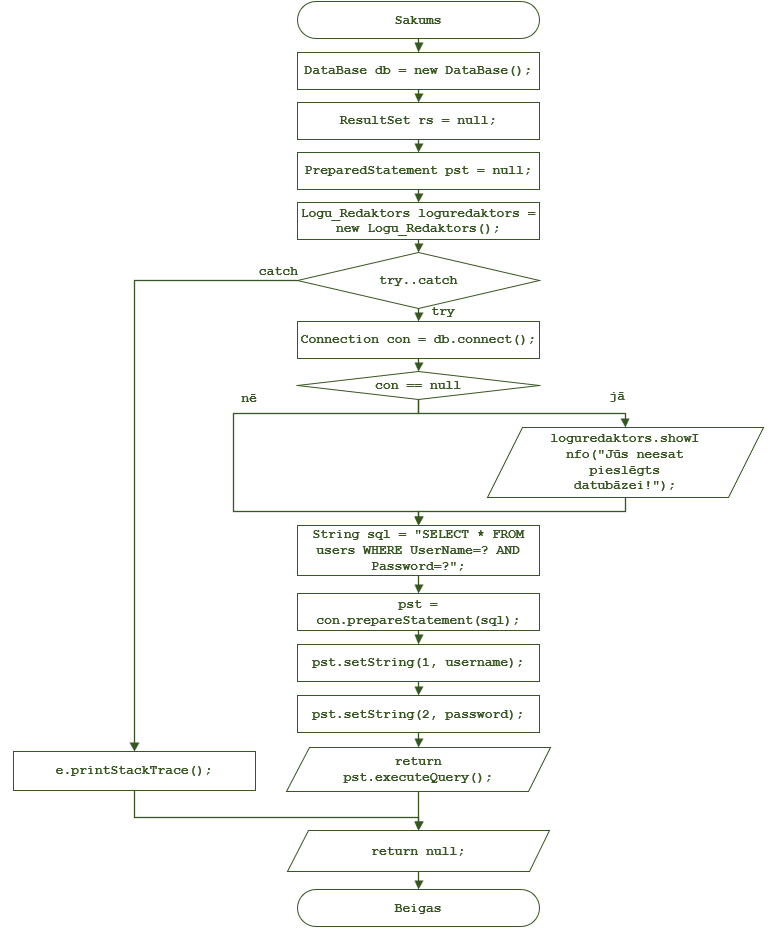 Sakums
DataBase db = new DataBase();
ResultSet rs = null;
PreparedStatement pst = null;
Logu_Redaktors loguredaktors =
new Logu_Redaktors();
catch
try..catch
try
Connection con = db.connect();
con == null
nē
jā
loguredaktors.showI
nfo("Jūs neesat
pieslēgts
datubāzei!");
String sql = "SELECT * FROM
users WHERE UserName=? AND
Password=?";
pst =
con.prepareStatement(sql);
pst.setString(1, username);
pst.setString(2, password);
return
pst.executeQuery();
e.printStackTrace();
return null;
Beigas